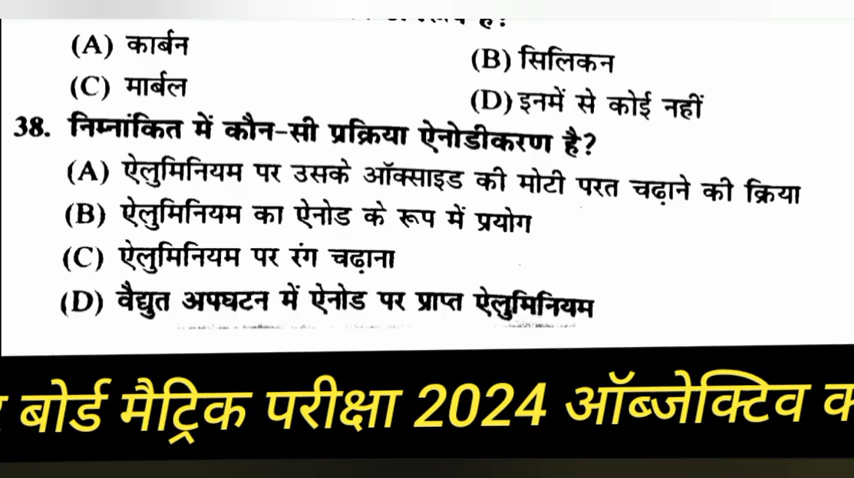 (A) कार्बन
(B) सिलिकन
(C) मार्बल
(D) इनमें से कोई नहीं
38. निम्नांकित में कौन-सी प्रक्रिया ऐनोडीकरण है?
(A) ऐलुमिनियम पर उसके ऑक्साइड की मोटी परत चढ़ाने की क्रिया
(B) ऐलुमिनियम का ऐनोड के रूप में प्रयोग
(C) ऐलुमिनियम पर रंग चढ़ाना
(D) वैद्युत अपघटन में ऐनोड पर प्राप्त ऐलुमिनियम
बोर्ड मैट्रिक परीक्षा 2024 ऑब्जेक्टिव